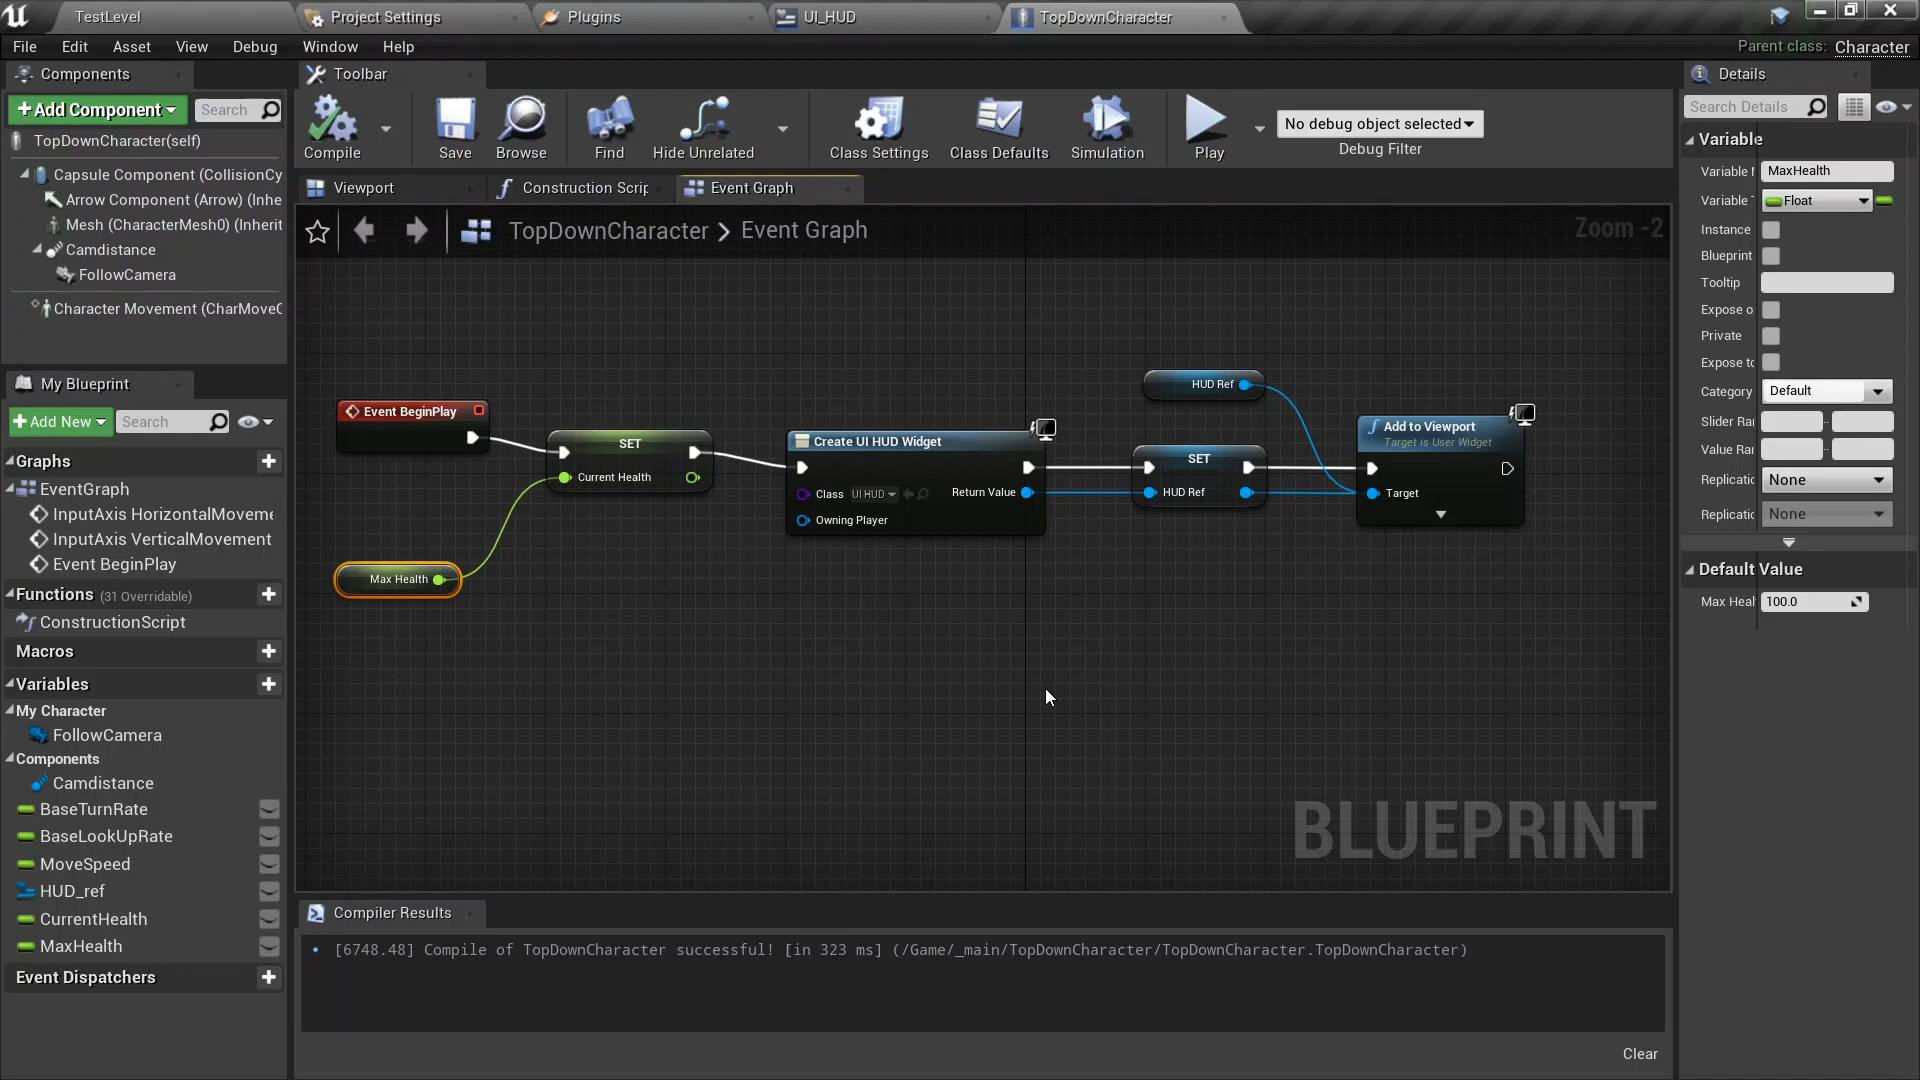 TestLevel
Project Settings
Plugins
UI_HUD
TopDownCharacter
File Edit Asset View Debug Window Help
Parent class: Character
Components
+Add Component
Search
TopDownCharacter(self)
Capsule Component (CollisionCy
Arrow Component (Arrow) (Inhe
Mesh (CharacterMesh0) (Inherit
Camdistance
FollowCamera
Character Movement (CharMoveC
Toolbar
Compile
Save
Browse
Find
Hide Unrelated
Class Settings
Class Defaults
Simulation
Play
No debug object selected
Debug Filter
Viewport
Construction Scrip
Event Graph
TopDownCharacter > Event Graph
Zoom -2
My Blueprint
+Add New
Search
Graphs
EventGraph
InputAxis HorizontalMoveme
InputAxis VerticalMovement
Event BeginPlay
Functions (31 Overridable)
ConstructionScript
Macros
Variables
My Character
FollowCamera
Components
Camdistance
BaseTurnRate
BaseLookUpRate
MoveSpeed
HUD_ref
CurrentHealth
MaxHealth
Event Dispatchers
Event BeginPlay
SET
Current Health
Max Health
Create UI HUD Widget
Class UI HUD
Return Value
Owning Player
HUD Ref
SET
HUD Ref
Add to Viewport
Target is User Widget
Target
BLUEPRINT
Compiler Results
[6748.48] Compile of TopDownCharacter successful! [in 323 ms] (/Game/_main/TopDownCharacter/TopDownCharacter.TopDownCharacter)
Clear
Details
Search Details
Variable
Variable MaxHealth
Variable Float
Instance
Blueprint
Tooltip
Expose o
Private
Expose to
Category Default
Slider Ra
Value Ra
Replicatic None
Replicatic None
Default Value
Max Heal 100.0